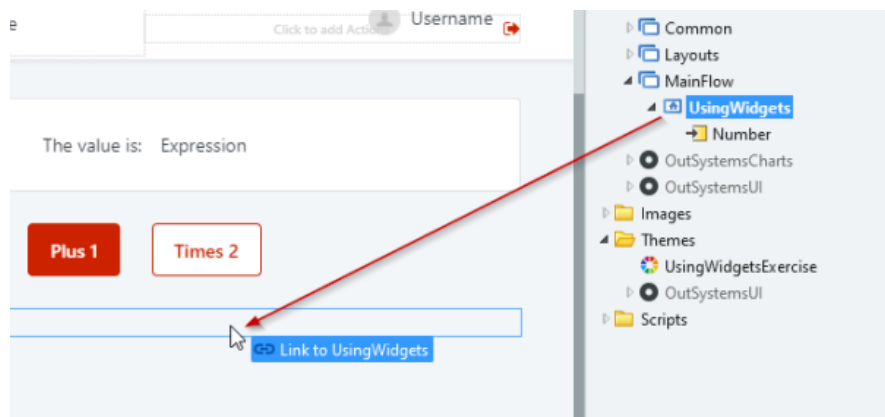 e
Click to add Actions
Username
The value is: Expression
Plus 1
Times 2
Link to UsingWidgets
Common
Layouts
MainFlow
UsingWidgets
Number
OutSystemsCharts
OutSystemsUI
Images
Themes
UsingWidgetsExercise
OutSystemsUI
Scripts